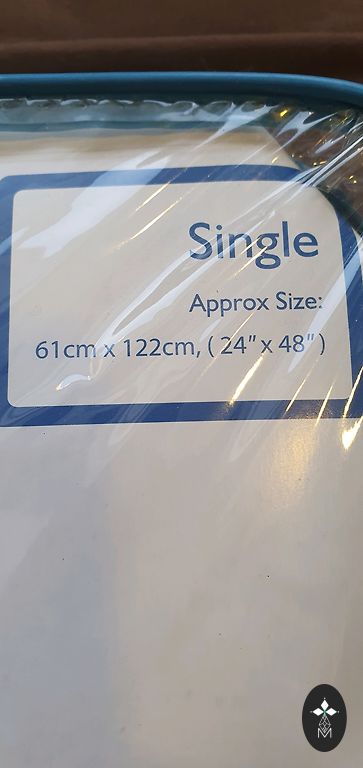 Single
Approx Size:
61cm x 122cm, ( 24" x 48" )